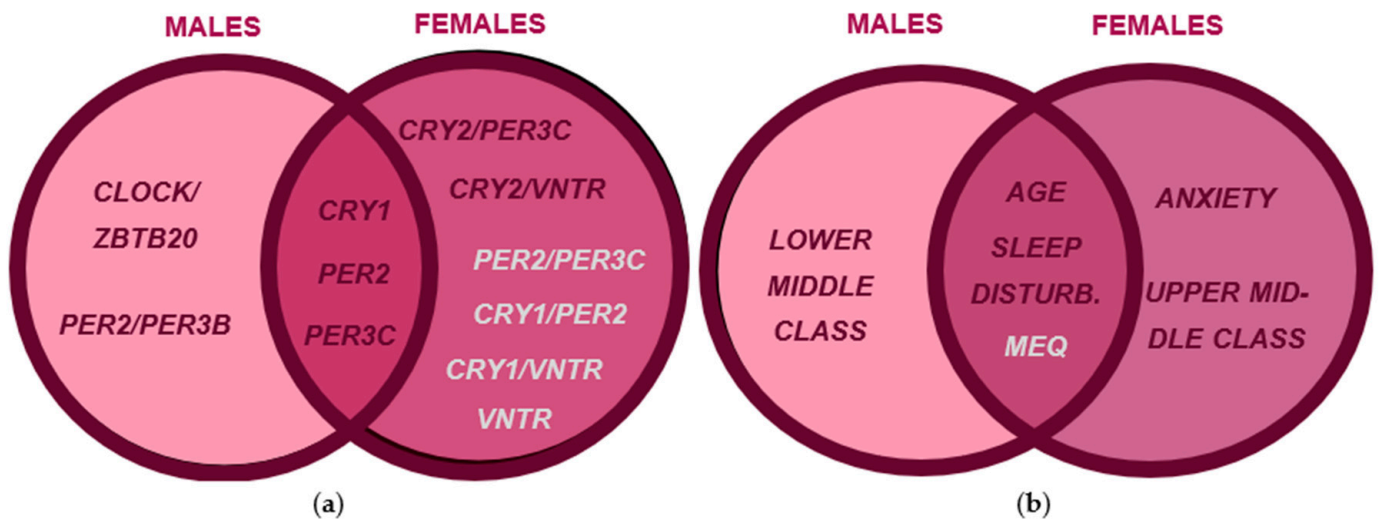 MALES
FEMALES
CLOCK/
ZBTB20
PER2/PER3B
CRY1
PER2
PER3C
CRY2/PER3C
CRY2/VNTR
PER2/PER3C
CRY1/PER2
CRY1/VNTR
VNTR
(a)
MALES
FEMALES
LOWER
MIDDLE
CLASS
AGE
SLEEP
DISTURB.
MEQ
ANXIETY
UPPER MID-
DLE CLASS
(b)